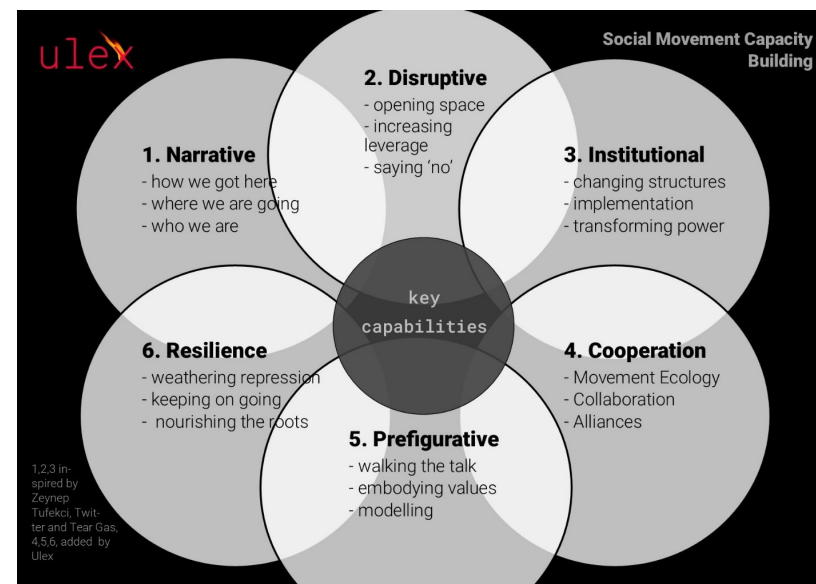 ulex
Social Movement Capacity
Building
2. Disruptive
- opening space
- increasing
leverage
- saying ‘no’
1. Narrative
- how we got here
- where we are going
- who we are
3. Institutional
- changing structures
- implementation
- transforming power
key
capabilities
6. Resilience
- weathering repression
- keeping on going
- nourishing the roots
4. Cooperation
- Movement Ecology
- Collaboration
- Alliances
5. Prefigurative
- walking the talk
- embodying values
- modelling
1,2,3 in-
spired by
Zeynep
Tufekci, Twit-
ter and Tear Gas,
4,5,6, added by
Ulex